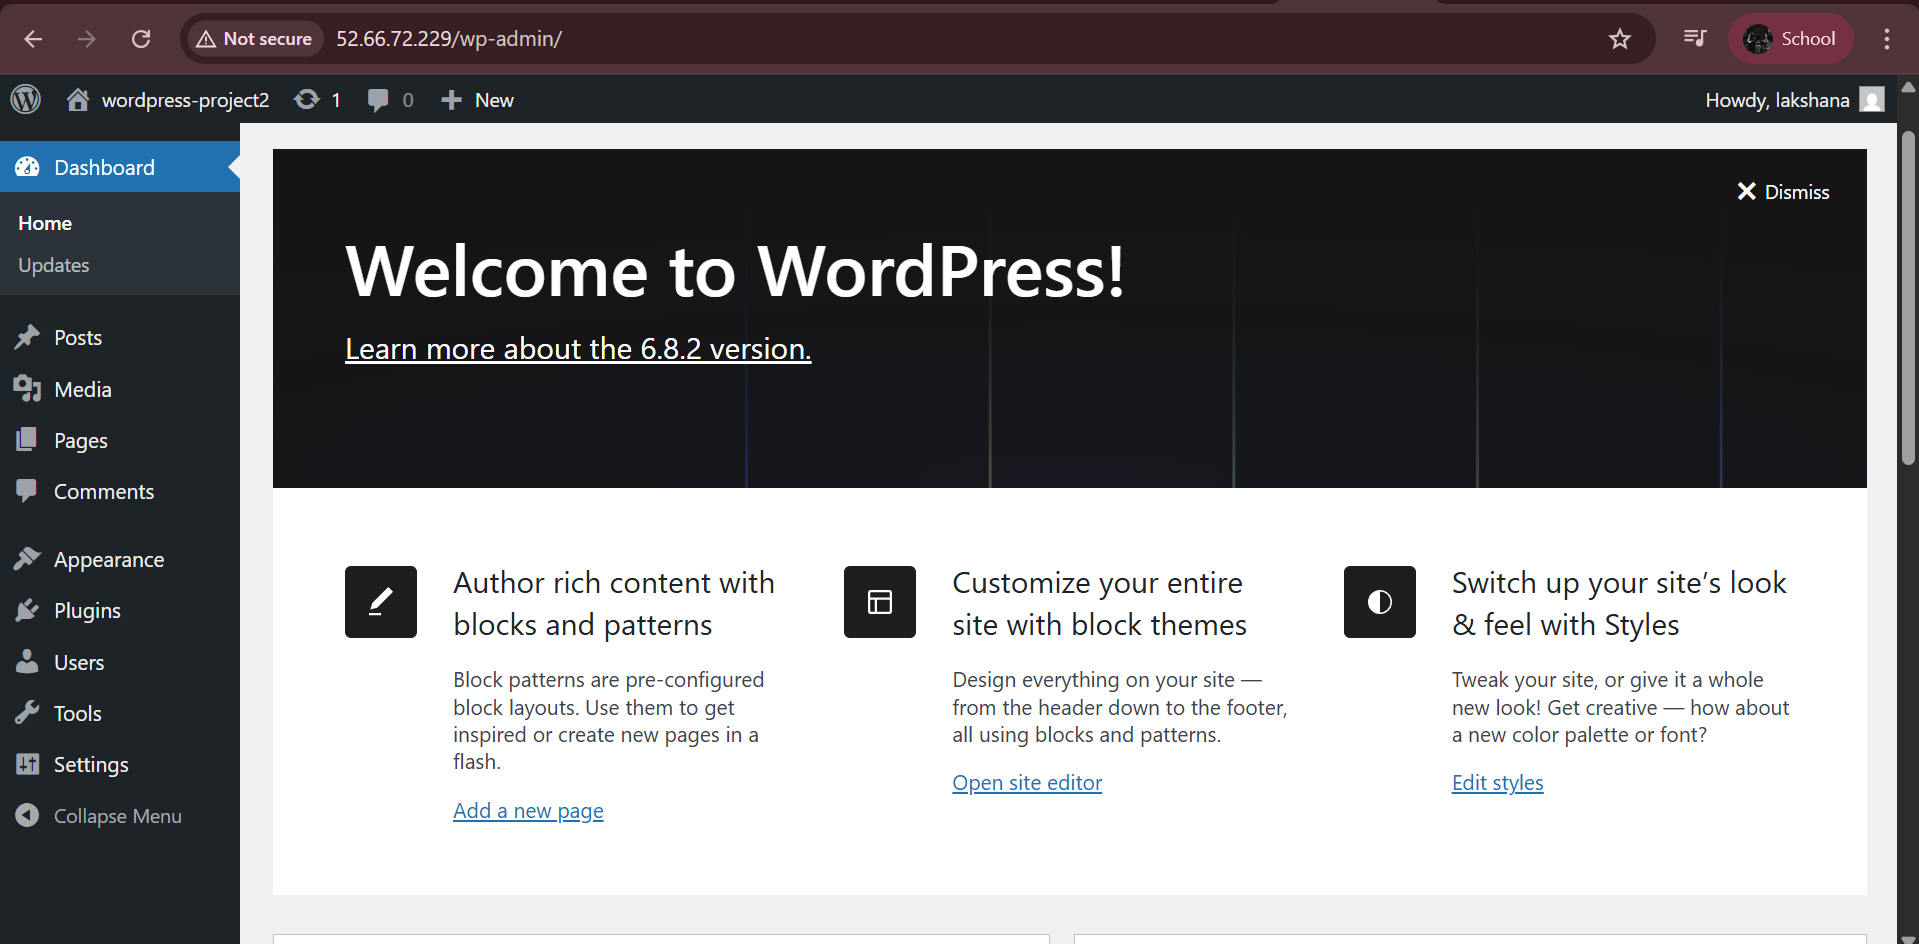 Not secure 52.66.72.229/wp-admin/ School
wordpress-project2 1 0 New Howdy, lakshana
Dashboard
Home
Updates
Posts
Media
Pages
Comments
Appearance
Plugins
Users
Tools
Settings
Collapse Menu
Dismiss
Welcome to WordPress!
Learn more about the 6.8.2 version.
Author rich content with
blocks and patterns
Block patterns are pre-configured
block layouts. Use them to get
inspired or create new pages in a
flash.
Add a new page
Customize your entire
site with block themes
Design everything on your site —
from the header down to the footer,
all using blocks and patterns.
Open site editor
Switch up your site’s look
& feel with Styles
Tweak your site, or give it a whole
new look! Get creative — how about
a new color palette or font?
Edit styles